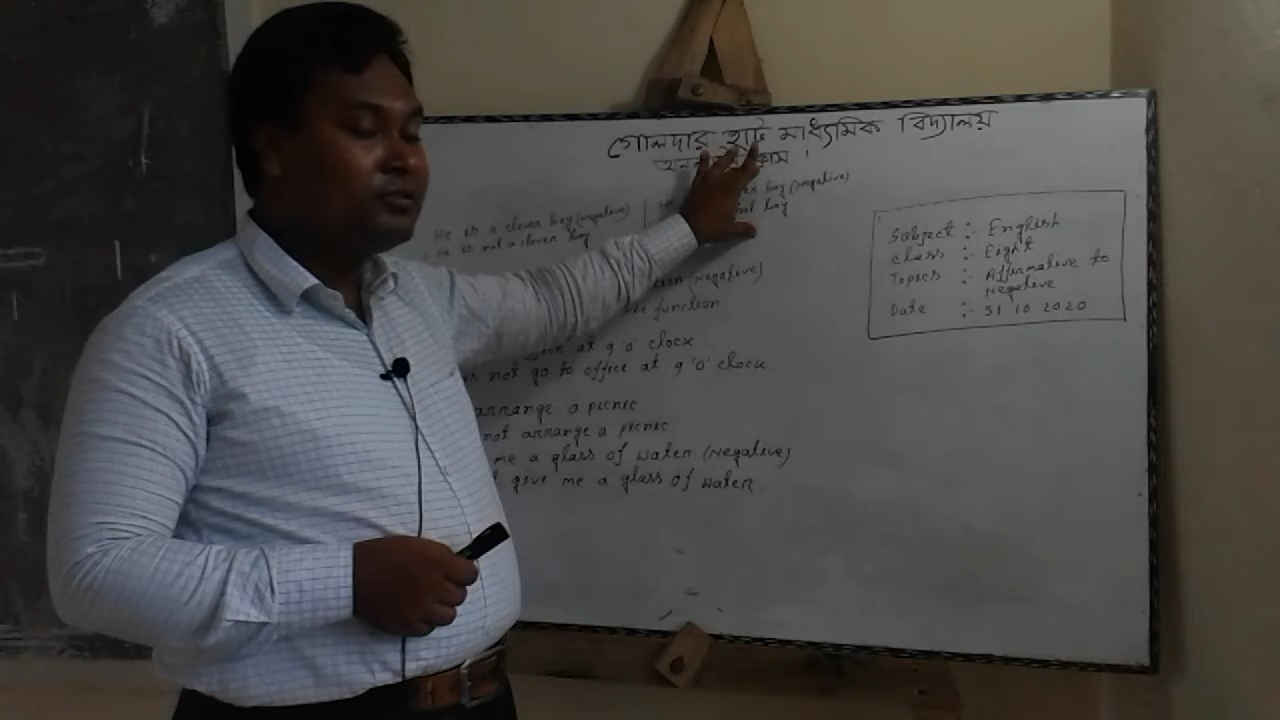 গোলদার হাট মাধ্যমিক বিদ্যালয়
He is a clever boy (negative)
He is not a clever boy
boy (negative)
boy
(Negative)
the function
at 9 'o' clock
not go to office at 9 'o' clock
arrange a picnic
not arrange a picnic
me a glass of water (Negative)
give me a glass of water
Subject :- English
class :- Eight
Topics :- Affirmative to
Negative
Date :- 31 10 2020